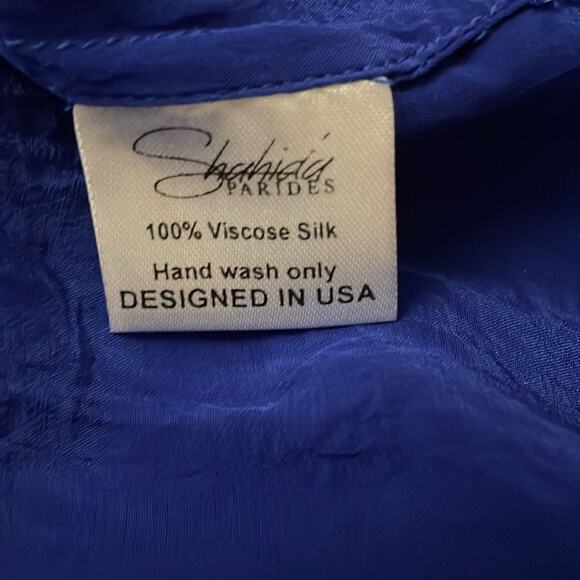 Shahida
PARIDES
100% Viscose Silk
Hand wash only
DESIGNED IN USA